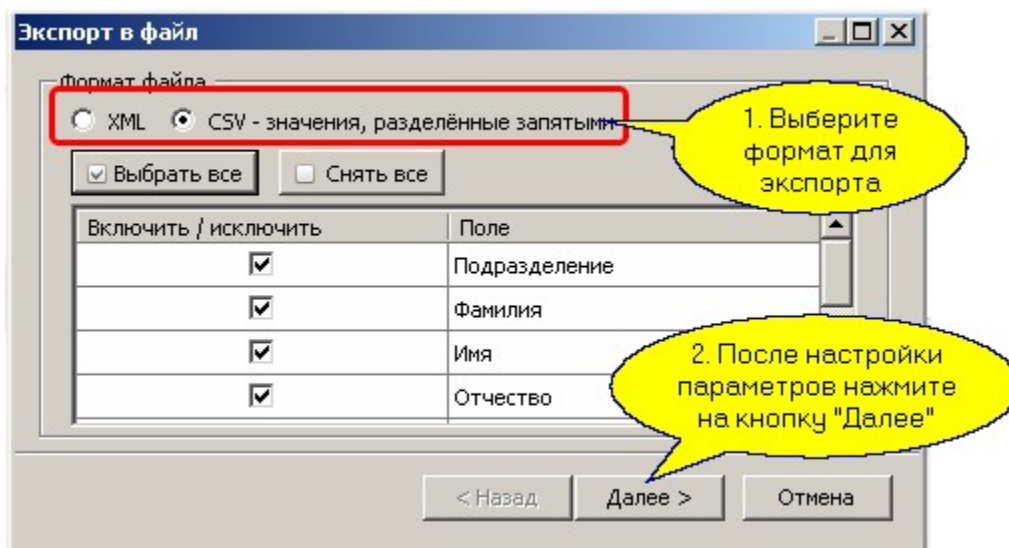 Экспорт в файл
Формат файла
XML CSV - значения, разделённые запятыми
1. Выберите
формат для
экспорта
Выбрать все Снять все
Включить / исключить Поле
Подразделение
Фамилия
Имя
Отчество
2. После настройки
параметров нажмите
на кнопку "Далее"
< Назад Далее > Отмена